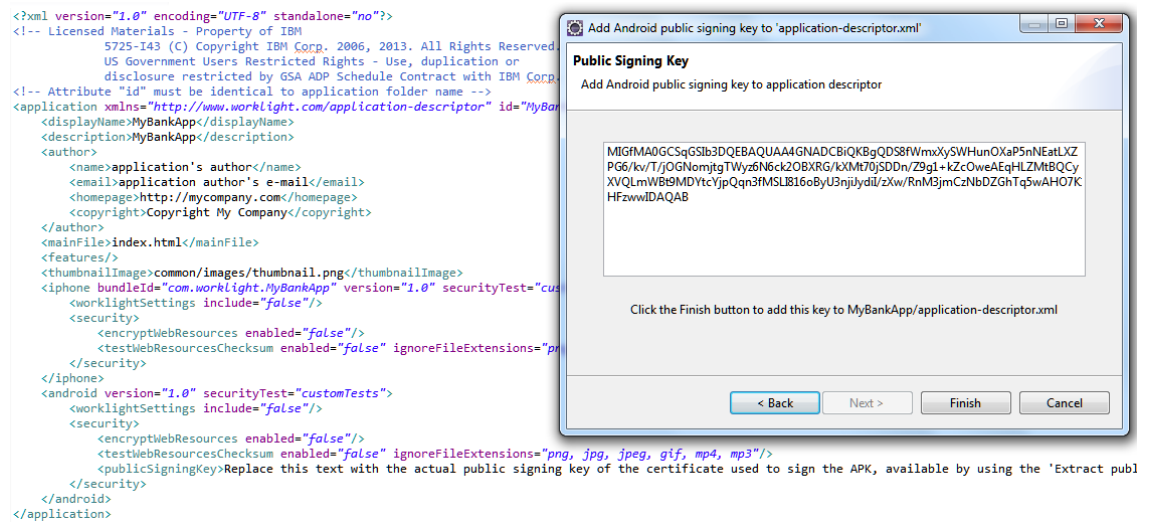 <?xml version="1.0" encoding="UTF-8" standalone="no"?>
<!-- Licensed Materials - Property of IBM
5725-I43 (C) Copyright IBM Corp. 2006, 2013. All Rights Reserved.
US Government Users Restricted Rights - Use, duplication or
disclosure restricted by GSA ADP Schedule Contract with IBM Corp.
<!-- Attribute "id" must be identical to application folder name -->
<application xmlns="http://www.worklight.com/application-descriptor" id="MyBan
<displayName>MyBankApp</displayName>
<description>MyBankApp</description>
<author>
<name>application's author</name>
<email>application author's e-mail</email>
<homepage>http://mycompany.com</homepage>
<copyright>Copyright My Company</copyright>
</author>
<mainFile>index.html</mainFile>
<features/>
<thumbnailImage>common/images/thumbnail.png</thumbnailImage>
<iphone bundleId="com.worklight.MyBankApp" version="1.0" securityTest="cus
<worklightSettings include="false"/>
<security>
<encryptWebResources enabled="false"/>
<testWebResourcesChecksum enabled="false" ignoreFileExtensions="pn
</security>
</iphone>
<android version="1.0" securityTest="customTests">
<worklightSettings include="false"/>
<security>
<encryptWebResources enabled="false"/>
<testWebResourcesChecksum enabled="false" ignoreFileExtensions="png, jpg, jpeg, gif, mp4, mp3"/>
<publicSigningKey>Replace this text with the actual public signing key of the certificate used to sign the APK, available by using the 'Extract publ
</security>
</android>
</application>
Add Android public signing key to 'application-descriptor.xml'
Public Signing Key
Add Android public signing key to application descriptor
MIGfMA0GCSqGSIb3DQEBAQUAA4GNADCBiQKBgQDS8fWmxXySWHunOXaP5nNEatLXZ
PG6/kv/T/jOGNomjtgTWyz6N6ck2OBXRG/kXMt70jSDDn/Z9g1+kZcOweAEqHLZMtBQCy
XVQLmWBt9MDYtcYjpQqn3fMSLI816oByU3njiJydiI/zXw/RnM3jmCzNbDZGhTq5wAHO7K
HFzwwIDAQAB
Click the Finish button to add this key to MyBankApp/application-descriptor.xml
< Back
Next >
Finish
Cancel